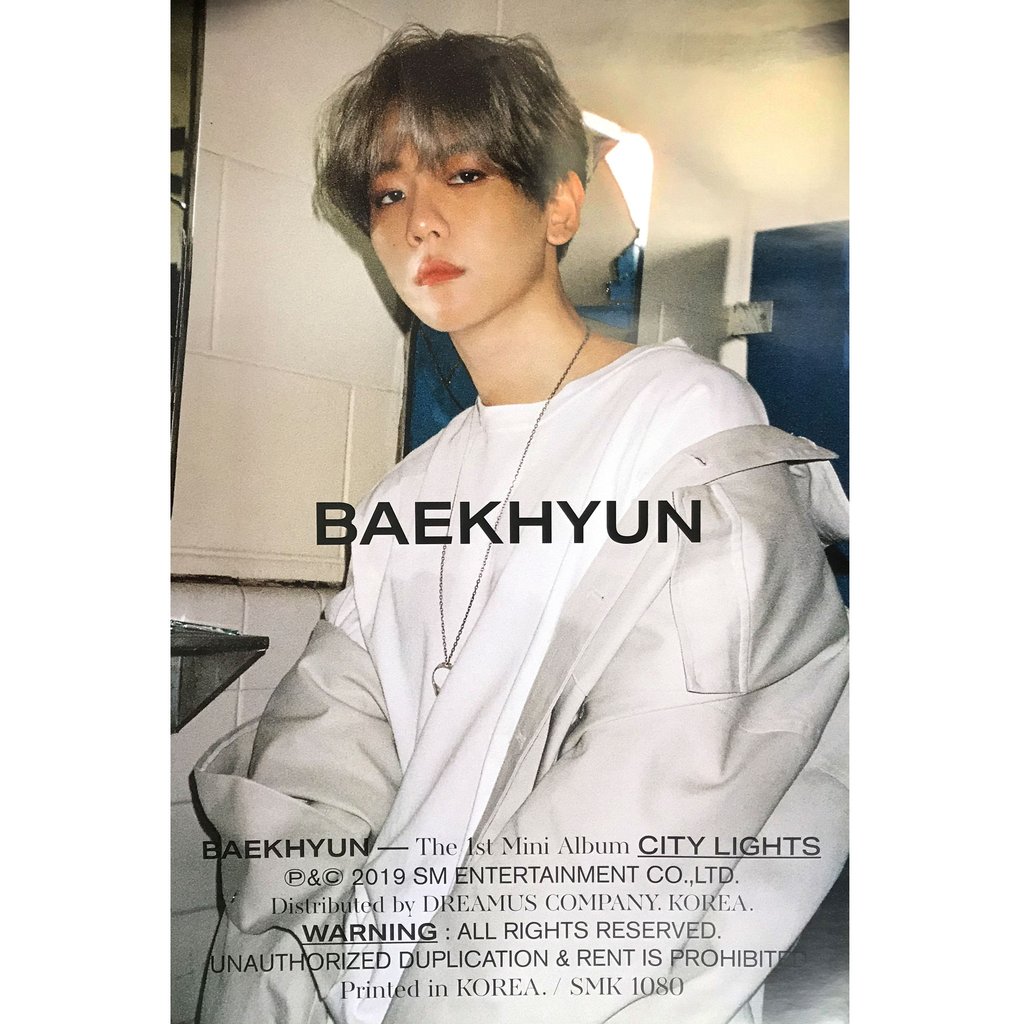 BAEKHYUN
BAEKHYUN — The 1st Mini Album CITY LIGHTS
℗&© 2019 SM ENTERTAINMENT CO.,LTD.
Distributed by DREAMUS COMPANY. KOREA.
WARNING : ALL RIGHTS RESERVED.
UNAUTHORIZED DUPLICATION & RENT IS PROHIBITED
Printed in KOREA. / SMK 1080